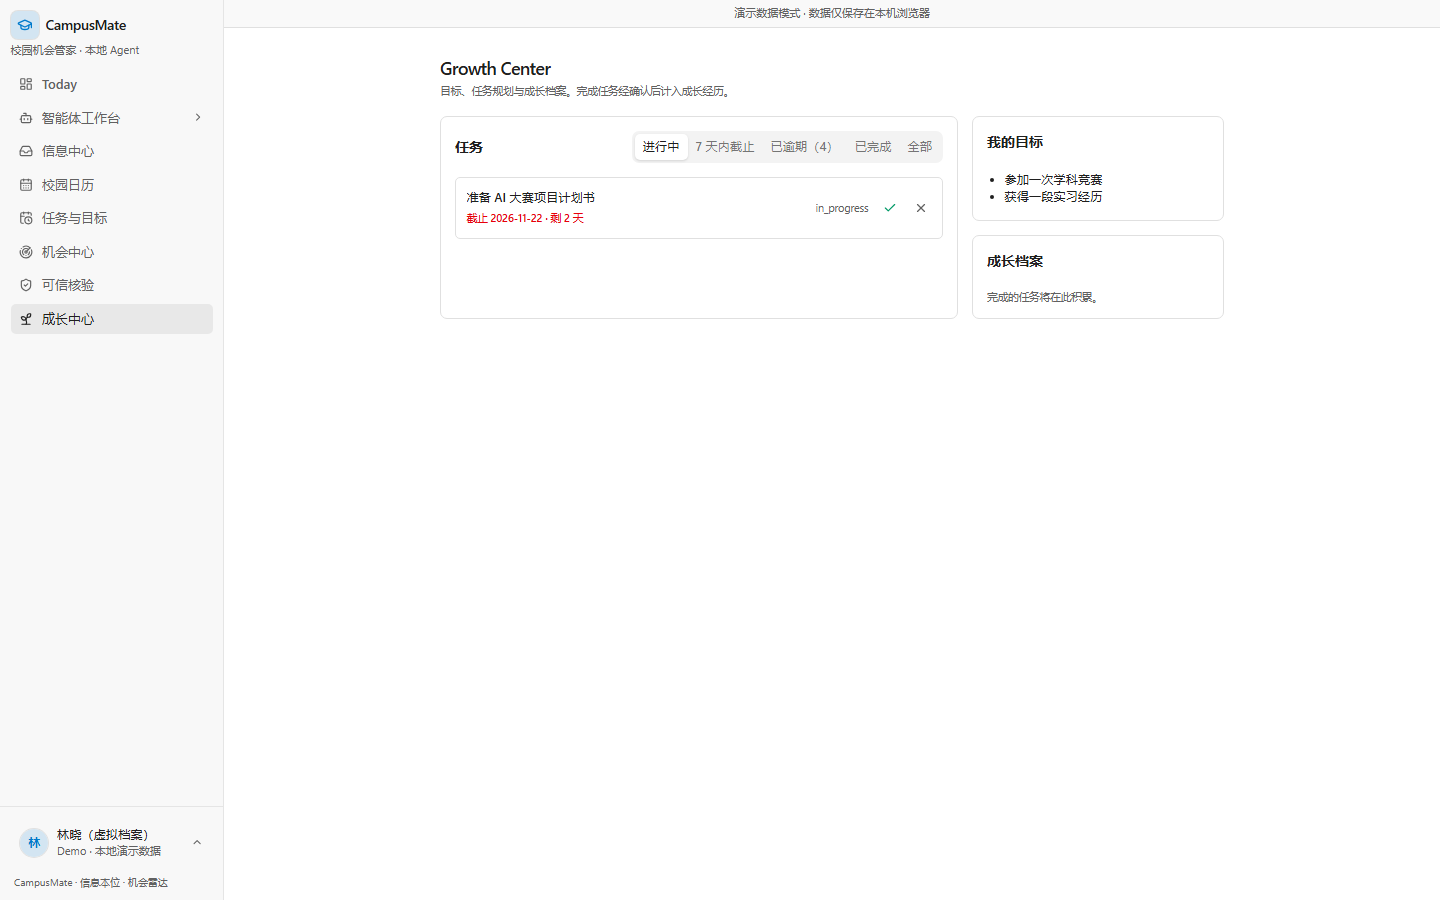 CampusMate
校园机会管家 · 本地 Agent
Today
智能体工作台
信息中心
校园日历
任务与目标
机会中心
可信核验
成长中心
林
林晓（虚拟档案）
Demo · 本地演示数据
CampusMate · 信息本位 · 机会雷达
演示数据模式 · 数据仅保存在本机浏览器
Growth Center
目标、任务规划与成长档案。完成任务经确认后计入成长经历。
任务
进行中 7 天内截止 已逾期（4） 已完成 全部
准备 AI 大赛项目计划书
截止 2026-11-22 · 剩 2 天
in_progress
我的目标
• 参加一次学科竞赛
• 获得一段实习经历
成长档案
完成的任务将在此积累。